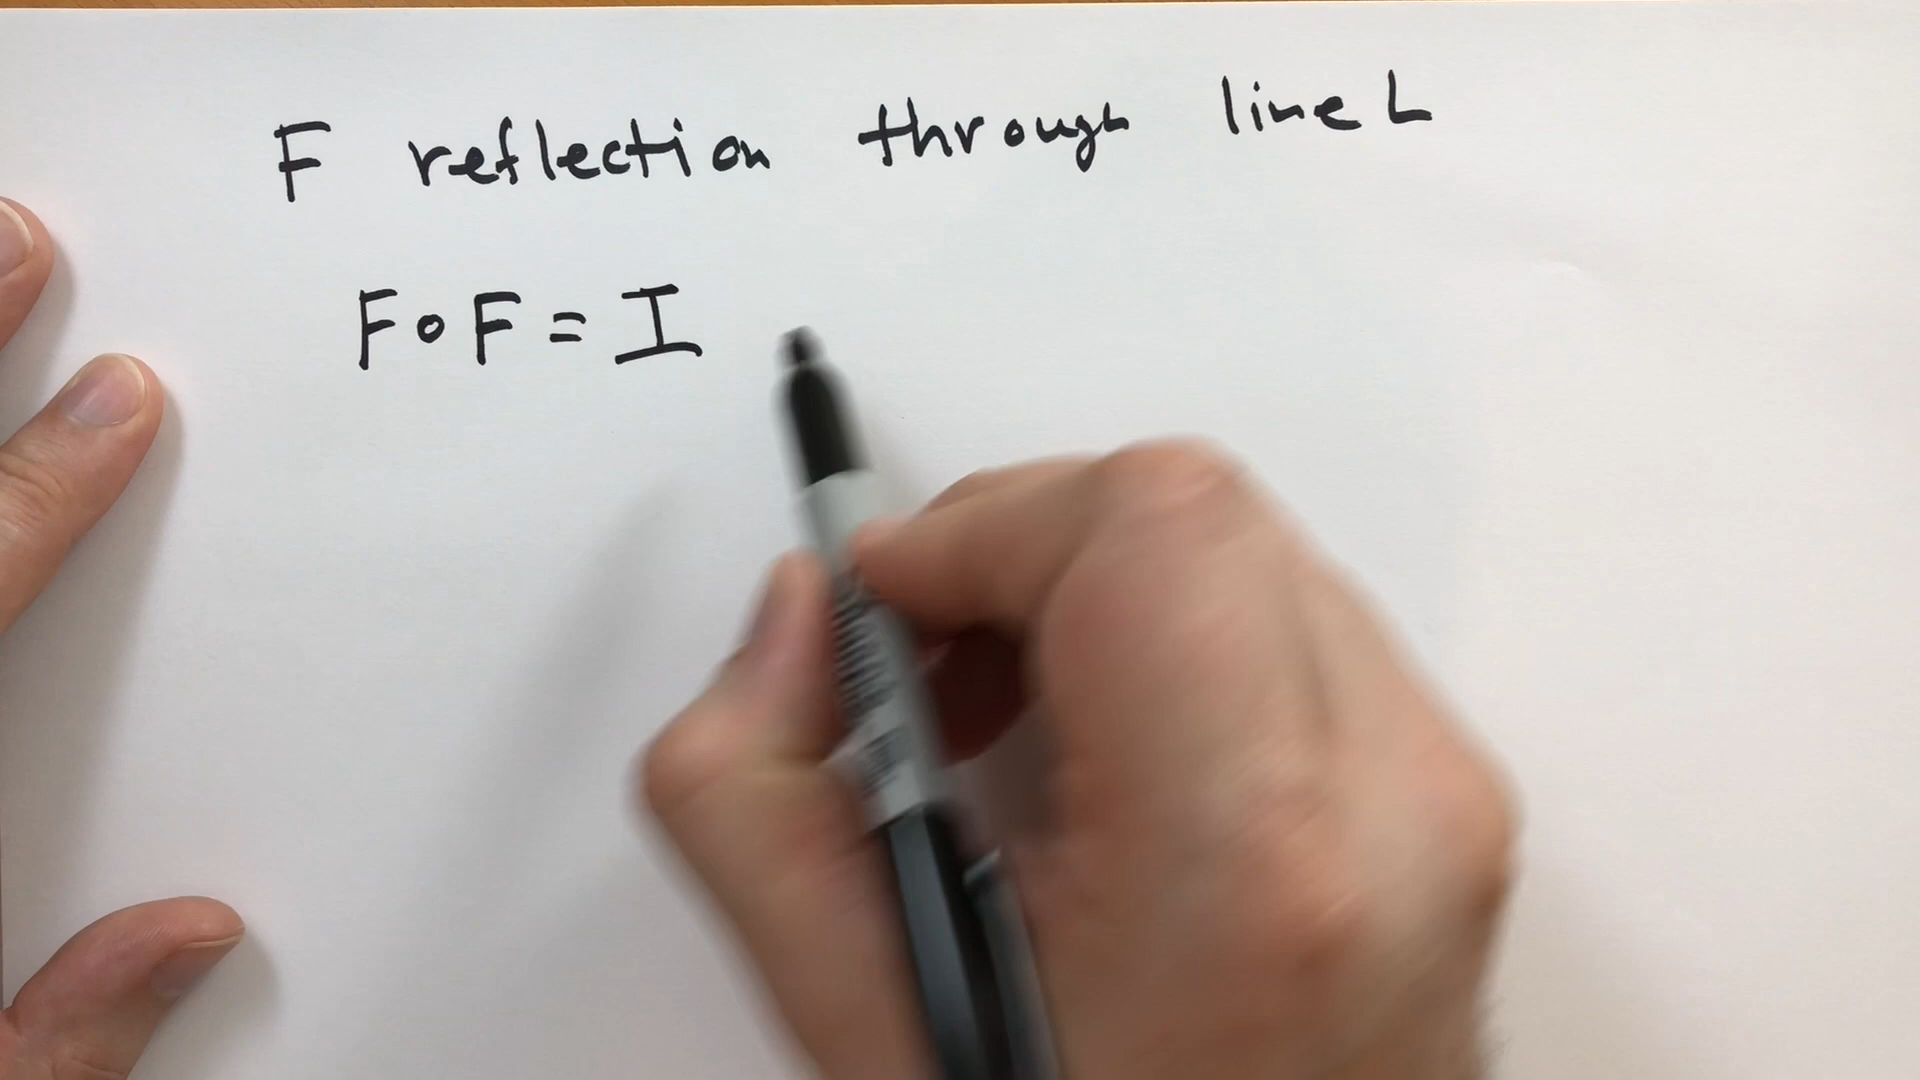 F reflection through line L
F∘F = I